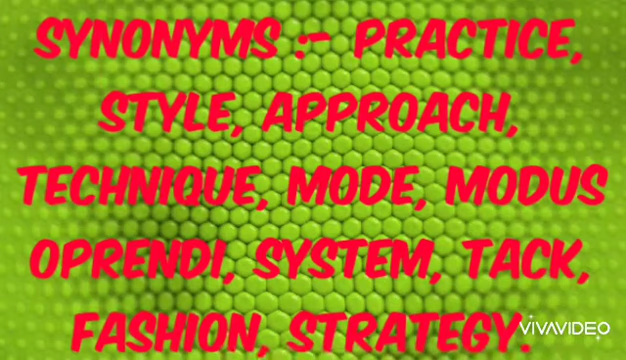 SYNONYMS :- PRACTICE,
STYLE, APPROACH,
TECHNIQUE, MODE, MODUS
OPRENDI, SYSTEM, TACK,
FASHION, STRATEGY.
VIVAVIDEO